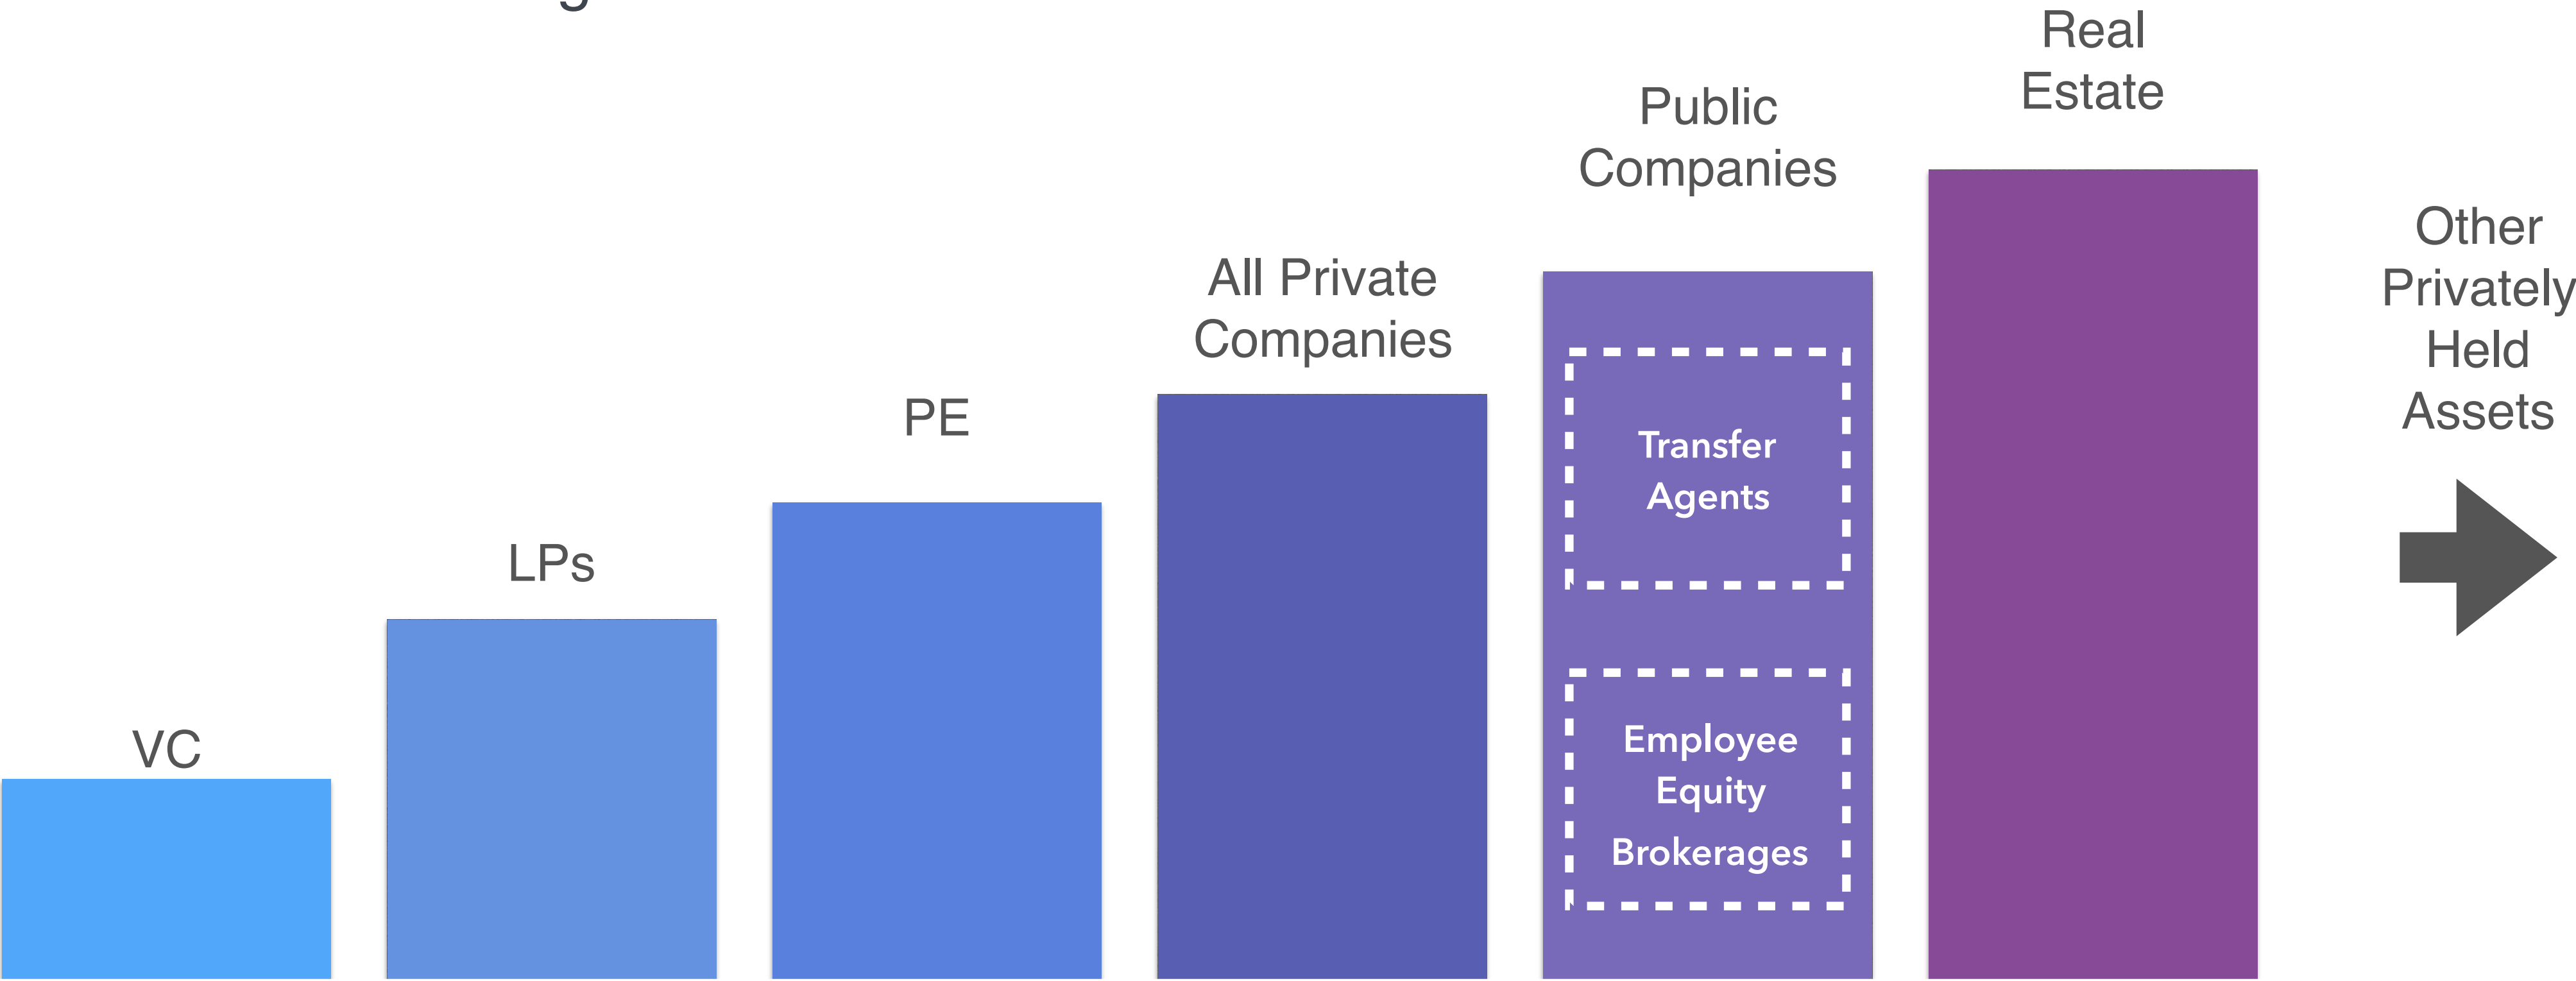 VC
LPs
PE
All Private
Companies
Public
Companies
Transfer
Agents
Employee
Equity
Brokerages
Real
Estate
Other
Privately
Held
Assets